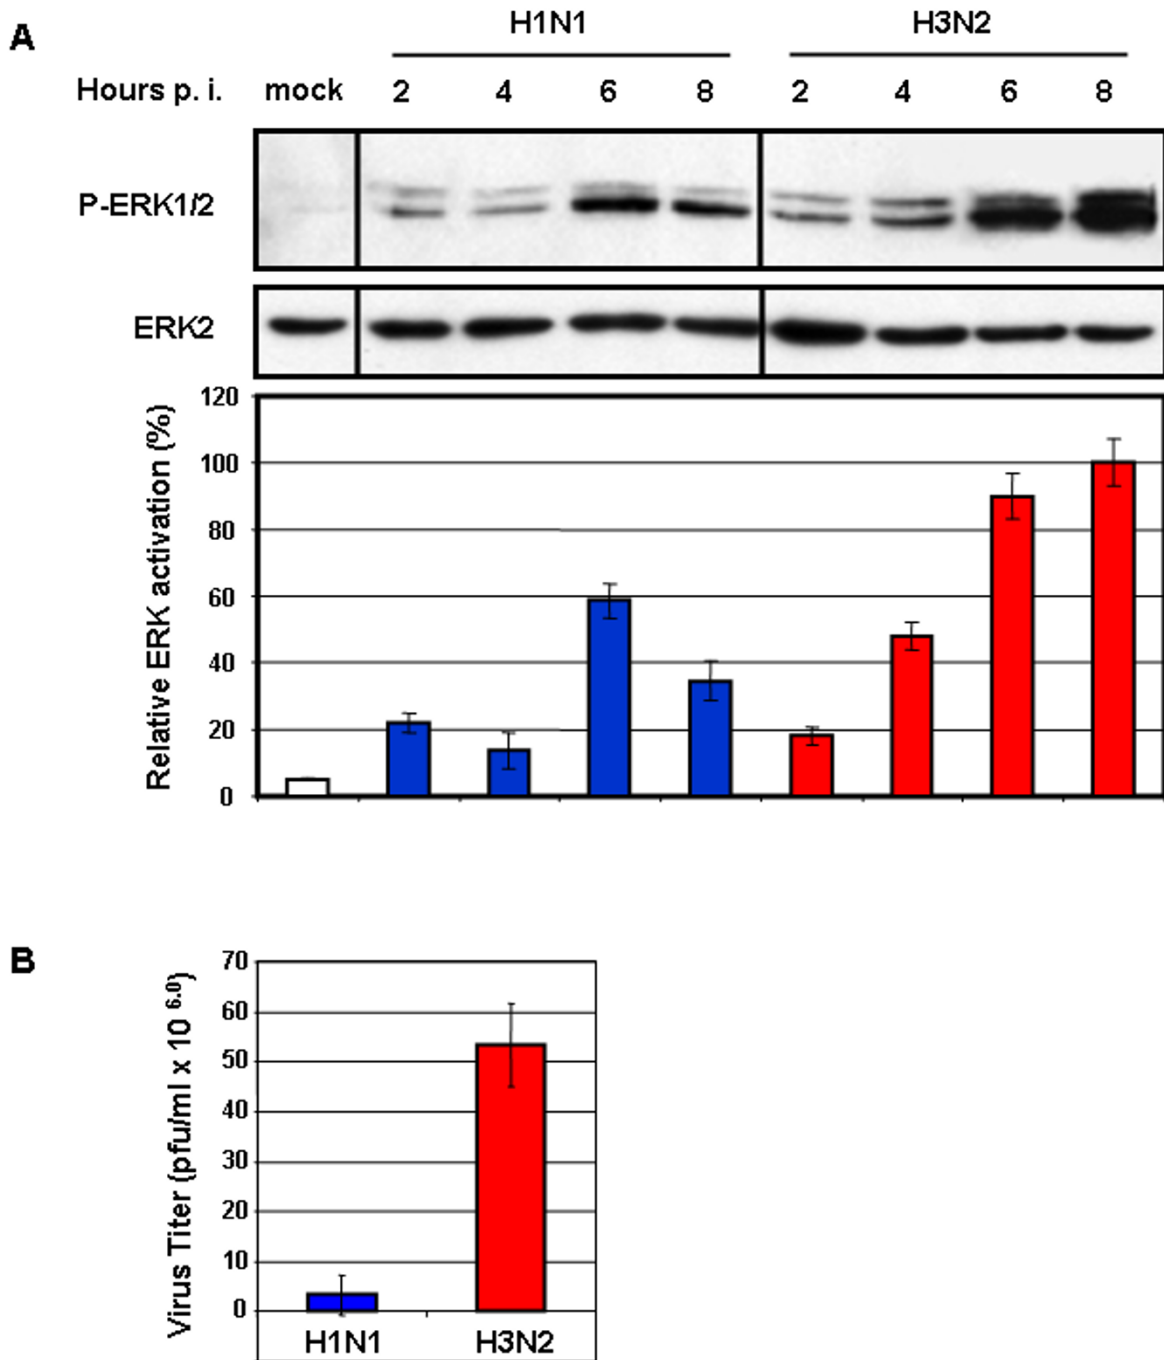 A
H1N1 H3N2
Hours p. i. mock 2 4 6 8 2 4 6 8
P-ERK1/2
ERK2
Relative ERK activation (%)
120
100
80
60
40
20
0
B
Virus Titer (pfu/ml x 10 6.0)
70
60
50
40
30
20
10
0
H1N1 H3N2